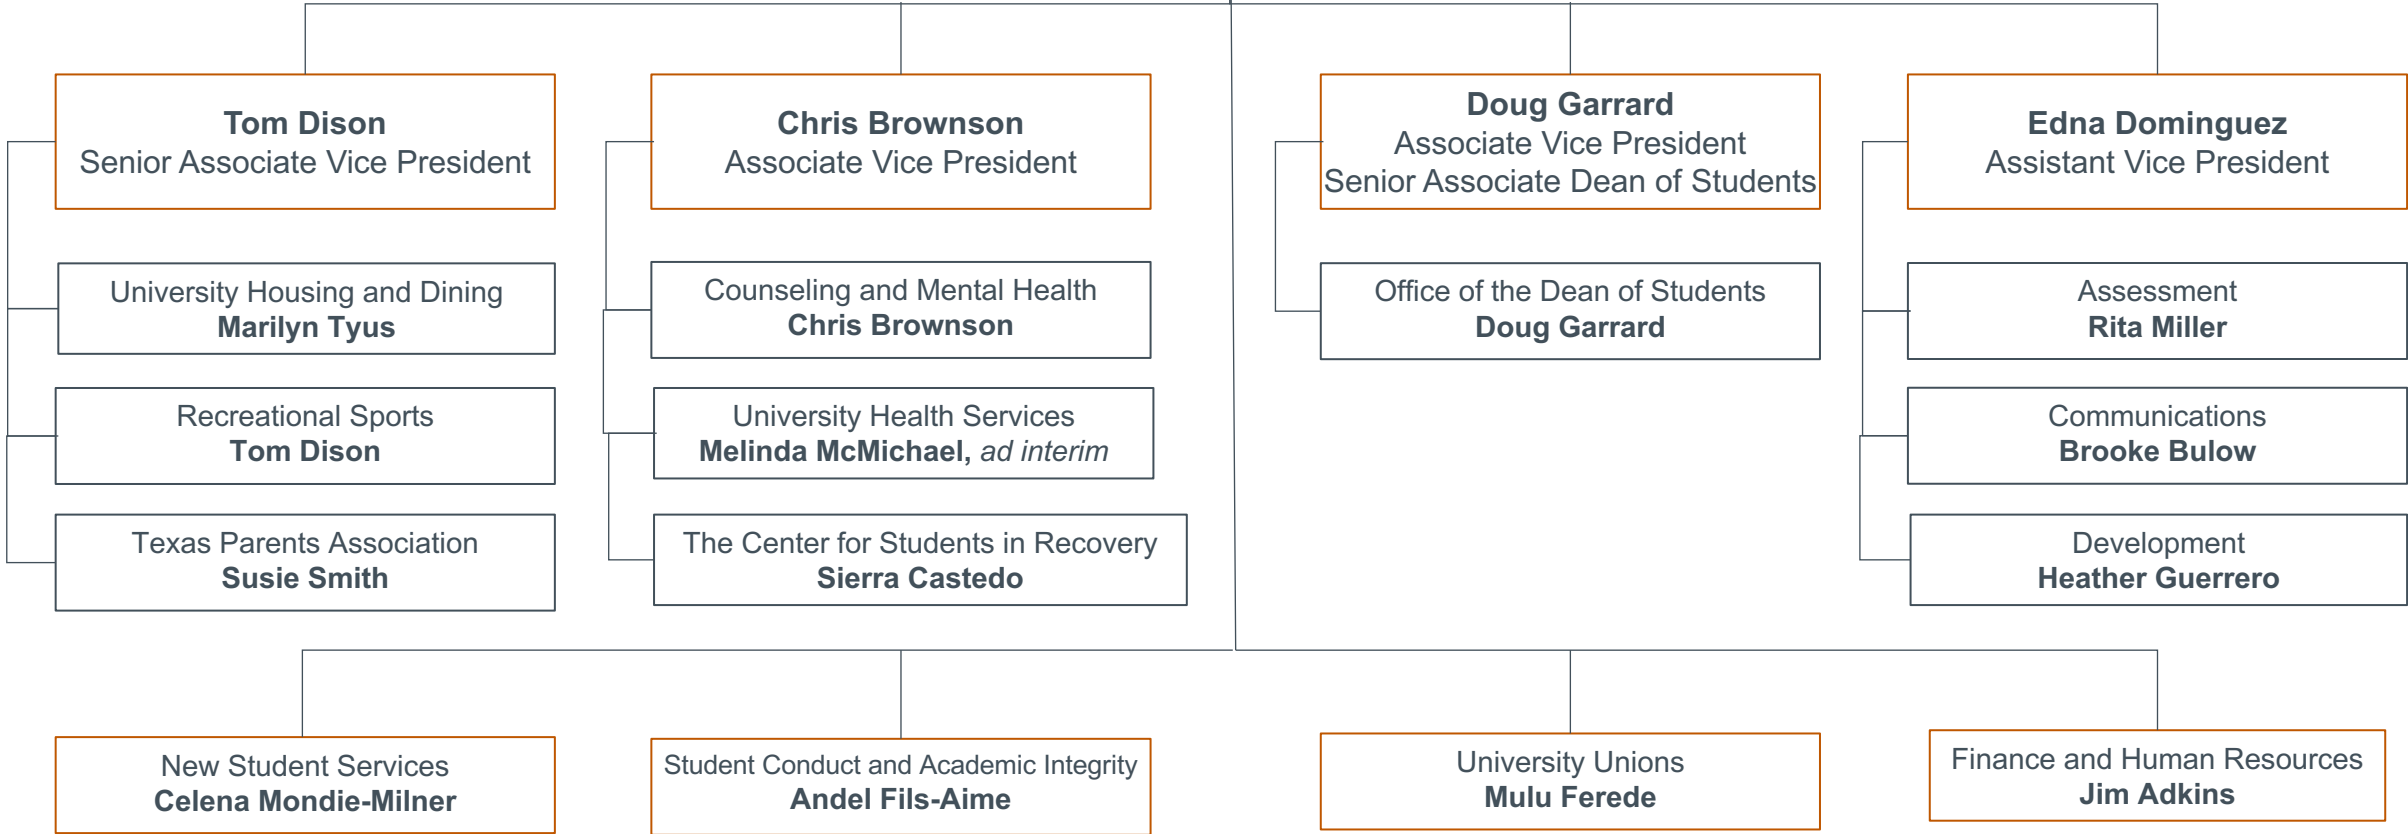 Tom Dison
Senior Associate Vice President
Chris Brownson
Associate Vice President
Doug Garrard
Associate Vice President
Senior Associate Dean of Students
Edna Dominguez
Assistant Vice President
University Housing and Dining
Marilyn Tyus
Counseling and Mental Health
Chris Brownson
Office of the Dean of Students
Doug Garrard
Assessment
Rita Miller
Recreational Sports
Tom Dison
University Health Services
Melinda McMichael, ad interim
Communications
Brooke Bulow
Texas Parents Association
Susie Smith
The Center for Students in Recovery
Sierra Castedo
Development
Heather Guerrero
New Student Services
Celena Mondie-Milner
Student Conduct and Academic Integrity
Andel Fils-Aime
University Unions
Mulu Ferede
Finance and Human Resources
Jim Adkins